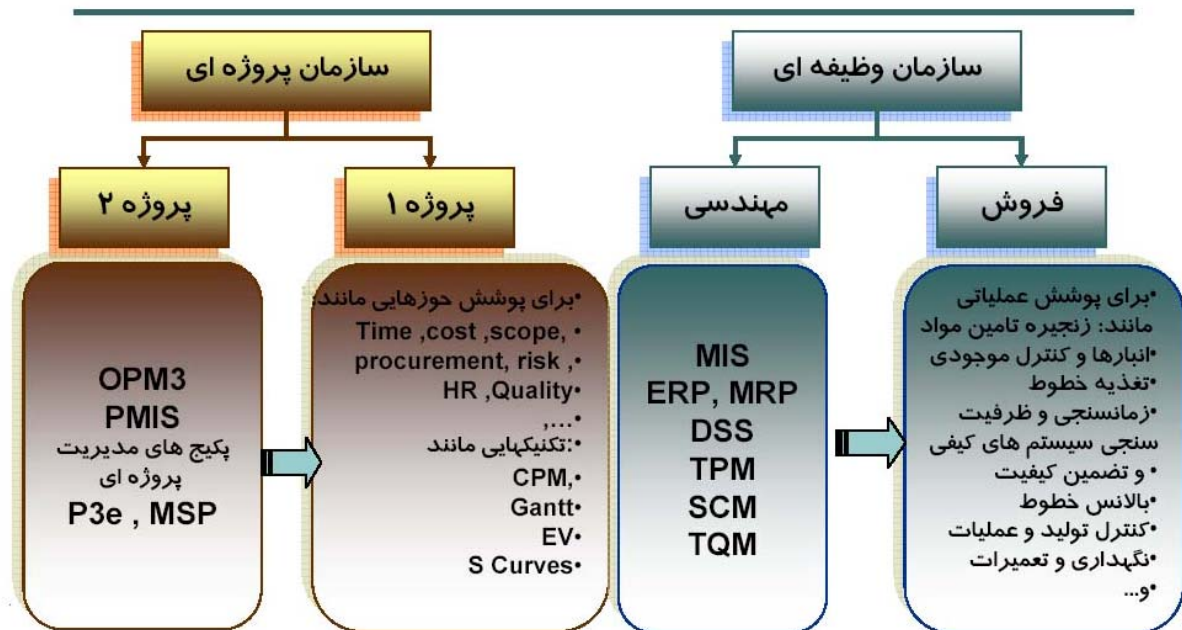 سازمان وظیفه ای
سازمان پروژه ای
فروش
مهندسی
پروژه ۱
پروژه ۲
•برای پوشش عملیاتی
مانند: زنجیره تامین مواد
•انبارها و کنترل موجودی
•تغذیه خطوط
•زمانسنجی و ظرفیت
سنجی سیستم های کیفی
• و تضمین کیفیت
•بالانس خطوط
•کنترل تولید و عملیات
•نگهداری و تعمیرات
•و...
MIS
ERP, MRP
DSS
TPM
SCM
TQM
•برای پوشش حوزهایی مانند:
Time ,cost ,scope, •
procurement, risk ,•
HR ,Quality•
,...•
•تکنیکهایی مانند:
CPM,•
Gantt•
EV•
S Curves•
OPM3
PMIS
پکیج های مدیریت
پروژه ای
P3e , MSP